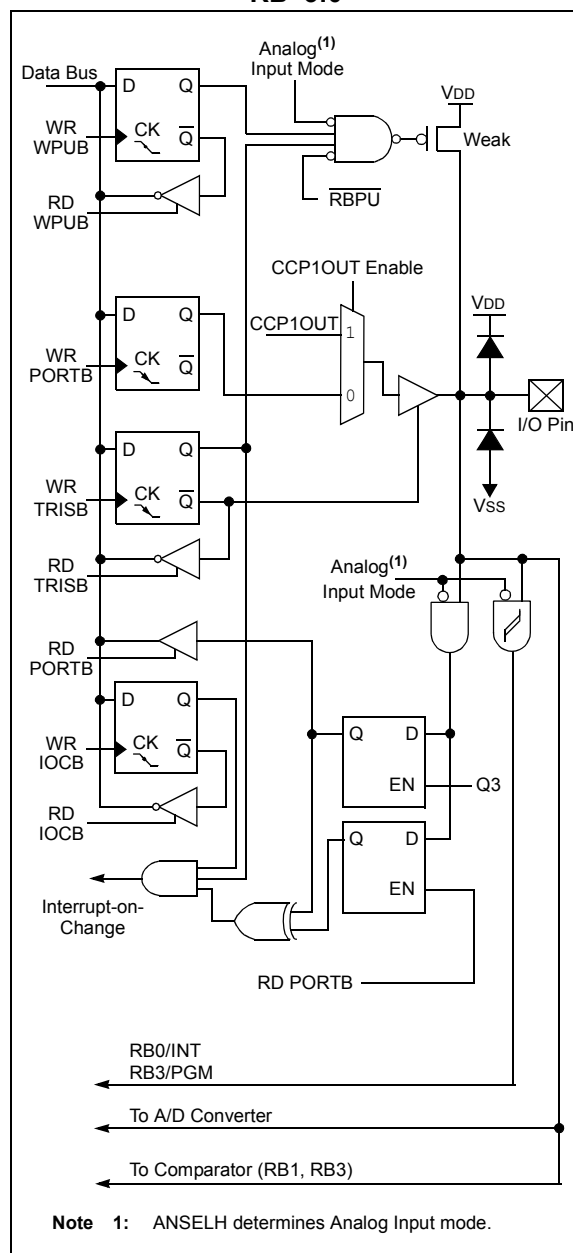 RB<3:0>
Analog(1)
Input Mode
Data Bus
D Q
VDD
WR
WPUB
CK Q
Weak
RD
WPUB
RBPU
CCP1OUT Enable
D Q
CCP1OUT
1
VDD
WR
PORTB
CK Q
0
I/O Pin
D Q
WR
TRISB
CK Q
VSS
RD
TRISB
Analog(1)
Input Mode
RD
PORTB
D Q
WR
IOCB
CK Q
Q D
EN
Q3
RD
IOCB
Q D
EN
Interrupt-on-
Change
RD PORTB
RB0/INT
RB3/PGM
To A/D Converter
To Comparator (RB1, RB3)
Note 1: ANSELH determines Analog Input mode.